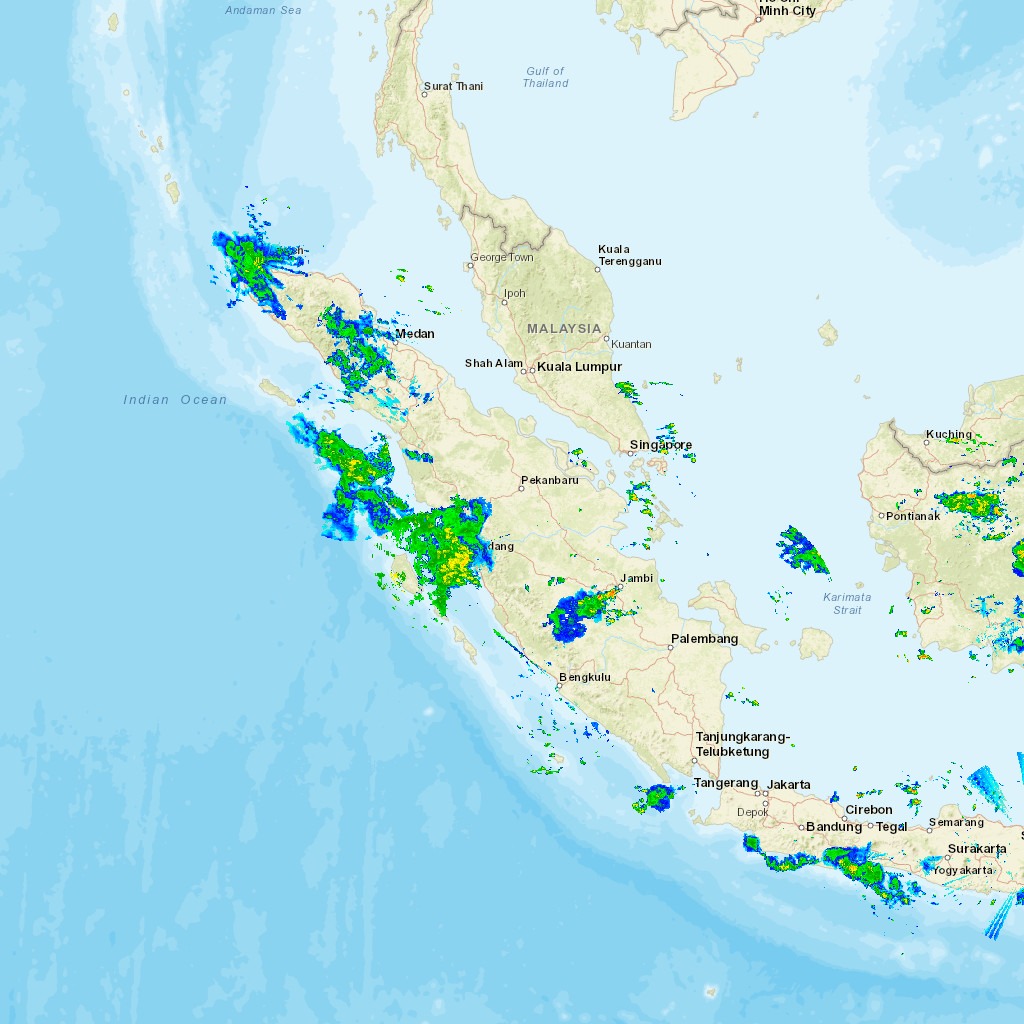 Andaman Sea
Minh City
Gulf of
Thailand
Surat Thani
Kuala
Terengganu
George Town
Ipoh
MALAYSIA
Kuantan
Medan
Shah Alam
Kuala Lumpur
Indian Ocean
Singapore
Kuching
Pekanbaru
Pontianak
Jambi
Karimata
Strait
Palembang
Bengkulu
Tanjungkarang-
Telubketung
Tangerang
Jakarta
Depok
Cirebon
Bandung
Tegal
Semarang
Surakarta
Yogyakarta